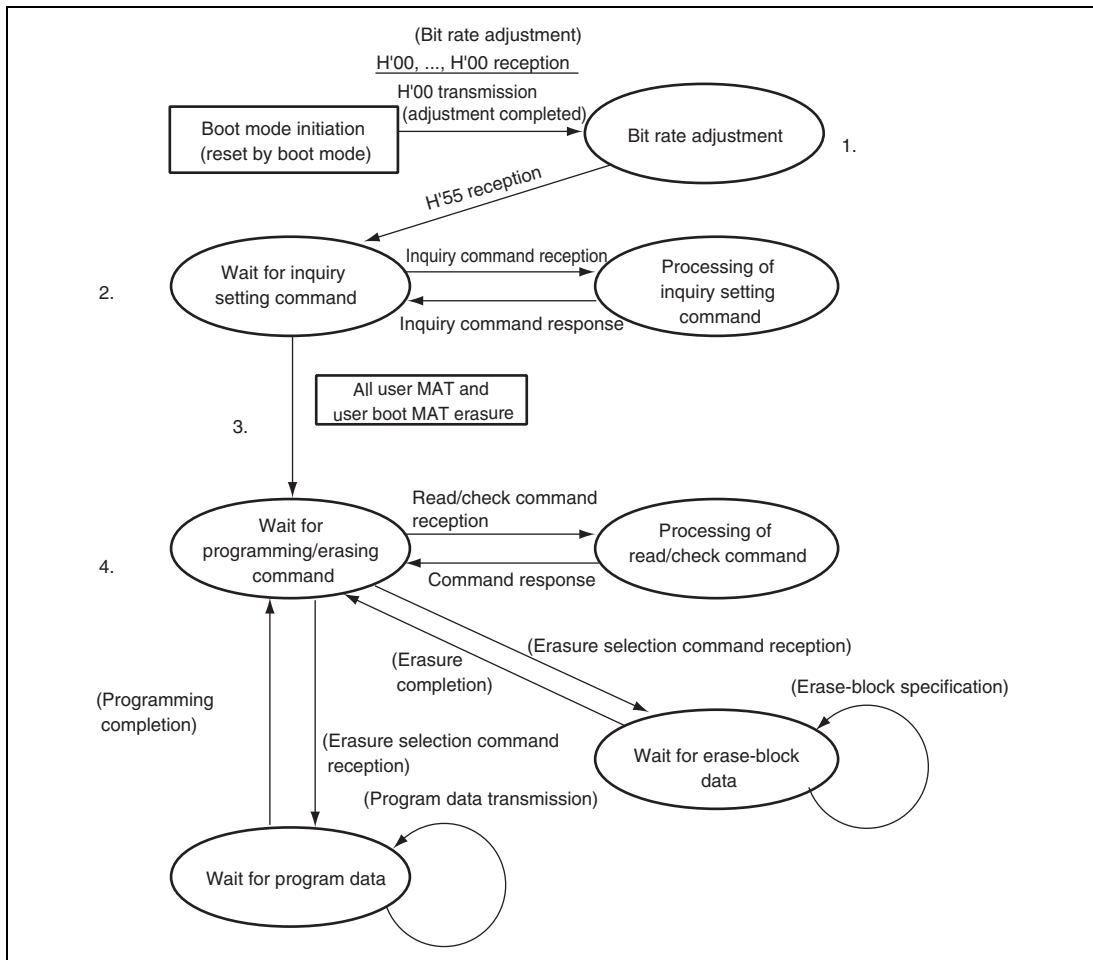 (Bit rate adjustment)
H'00, ..., H'00 reception
H'00 transmission
(adjustment completed)
Boot mode initiation
(reset by boot mode)
Bit rate adjustment
1.
H'55 reception
2.
Wait for inquiry
setting command
Inquiry command reception
Inquiry command response
Processing of
inquiry setting
command
All user MAT and
user boot MAT erasure
3.
4.
Wait for
programming/erasing
command
Read/check command
reception
Command response
Processing of
read/check command
(Erasure selection command reception)
(Erasure
completion)
(Erase-block specification)
(Programming
completion)
(Erasure selection command
reception)
Wait for erase-block
data
(Program data transmission)
Wait for program data